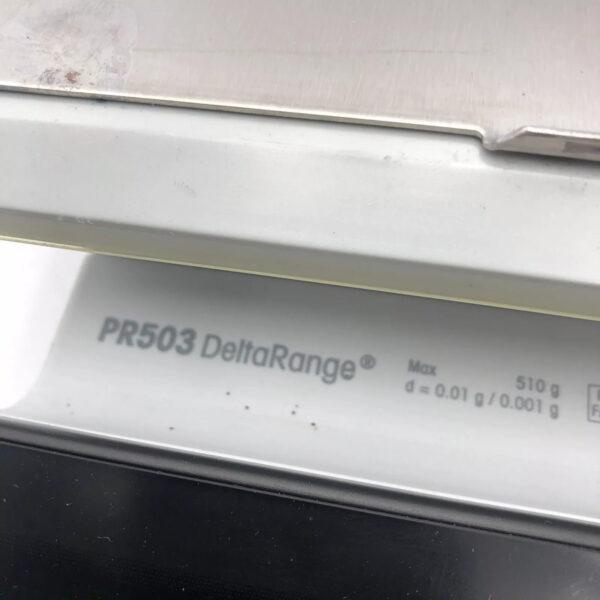 PR503 DeltaRange®
Max 510 g
d = 0.01 g / 0.001 g